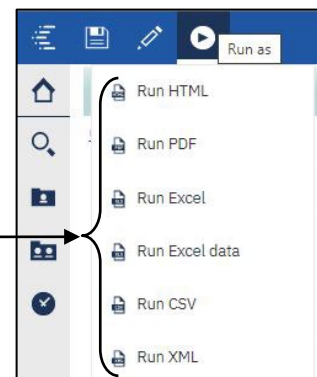 Run as
Run HTML
Run PDF
Run Excel
Run Excel data
Run CSV
Run XML